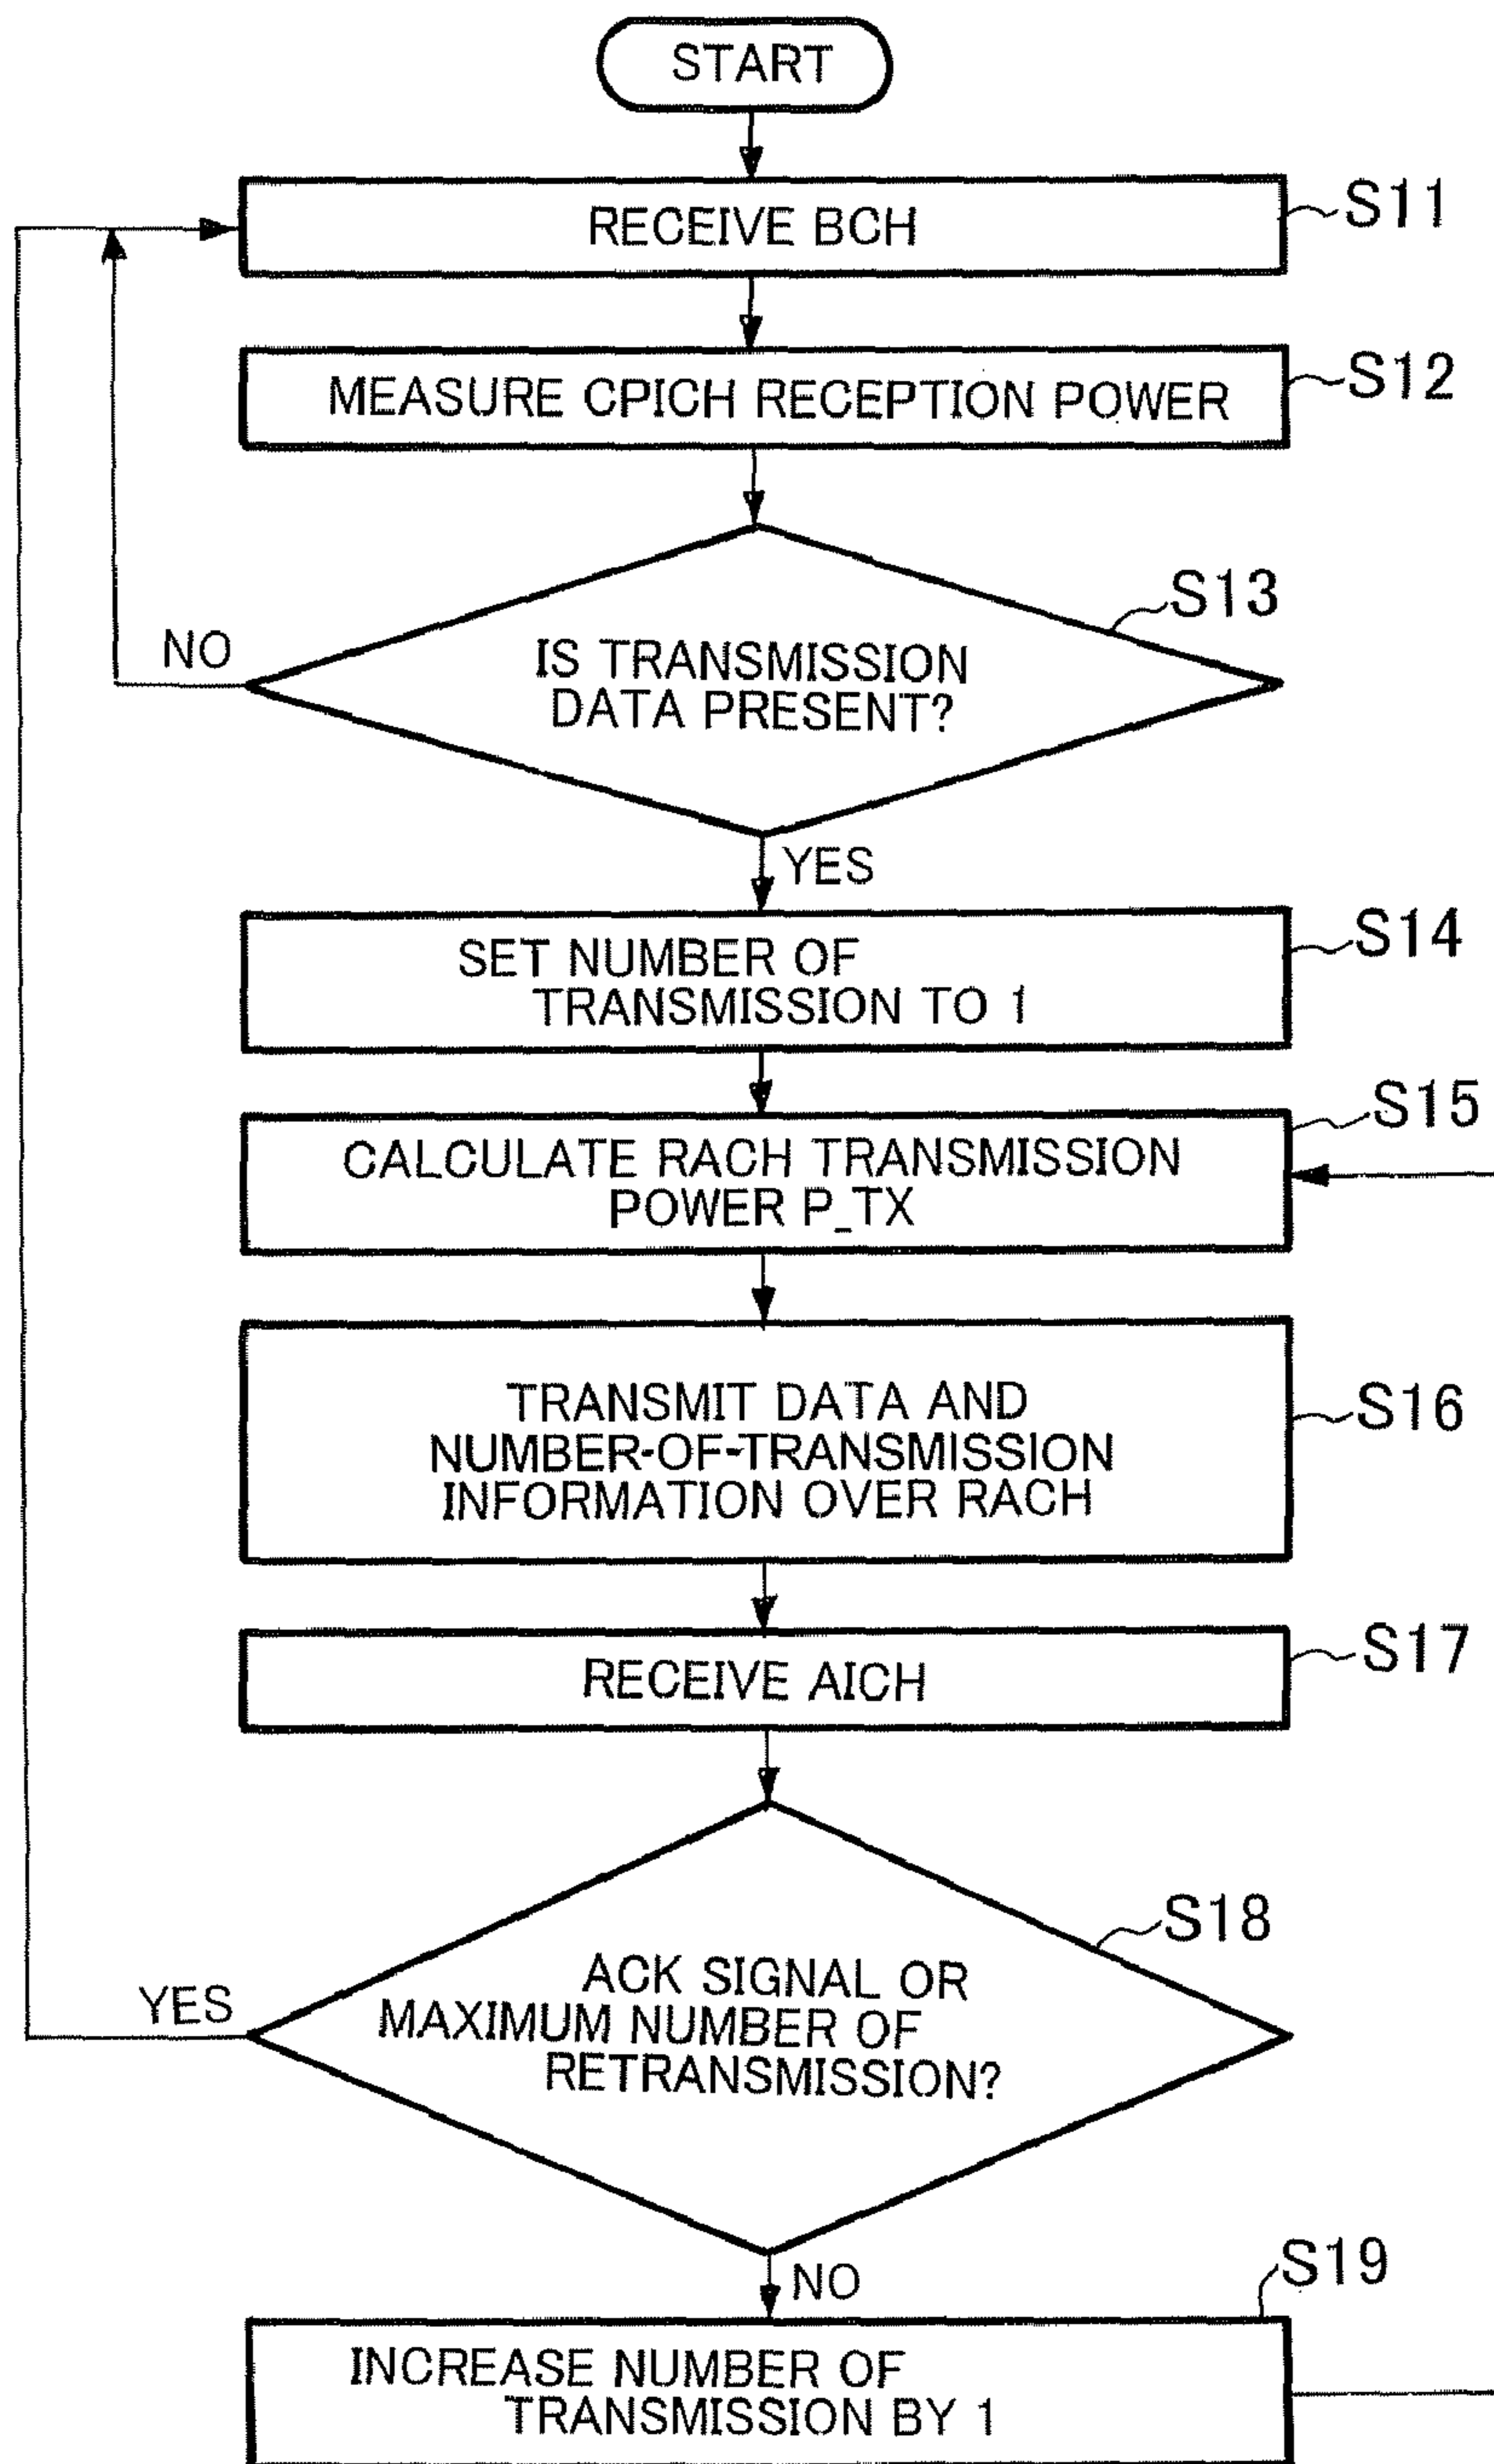 START
RECEIVE BCH
S11
MEASURE CPICH RECEPTION POWER
S12
S13
IS TRANSMISSION
DATA PRESENT?
NO
YES
SET NUMBER OF
TRANSMISSION TO 1
S14
CALCULATE RACH TRANSMISSION
POWER P_TX
S15
TRANSMIT DATA AND
NUMBER-OF-TRANSMISSION
INFORMATION OVER RACH
S16
RECEIVE AICH
S17
S18
ACK SIGNAL OR
MAXIMUM NUMBER OF
RETRANSMISSION?
YES
NO
S19
INCREASE NUMBER OF
TRANSMISSION BY 1